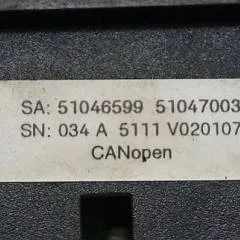 SA: 51046599 51047003
SN: 034 A 5111 V020107
CANopen